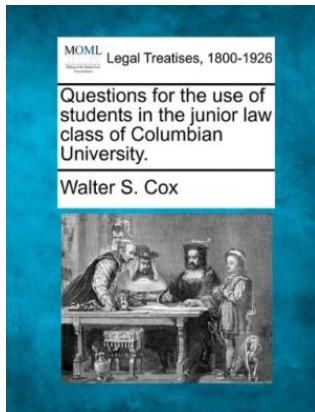 MOML Legal Treatises, 1800-1926
Questions for the use of
students in the junior law
class of Columbian
University.
Walter S. Cox